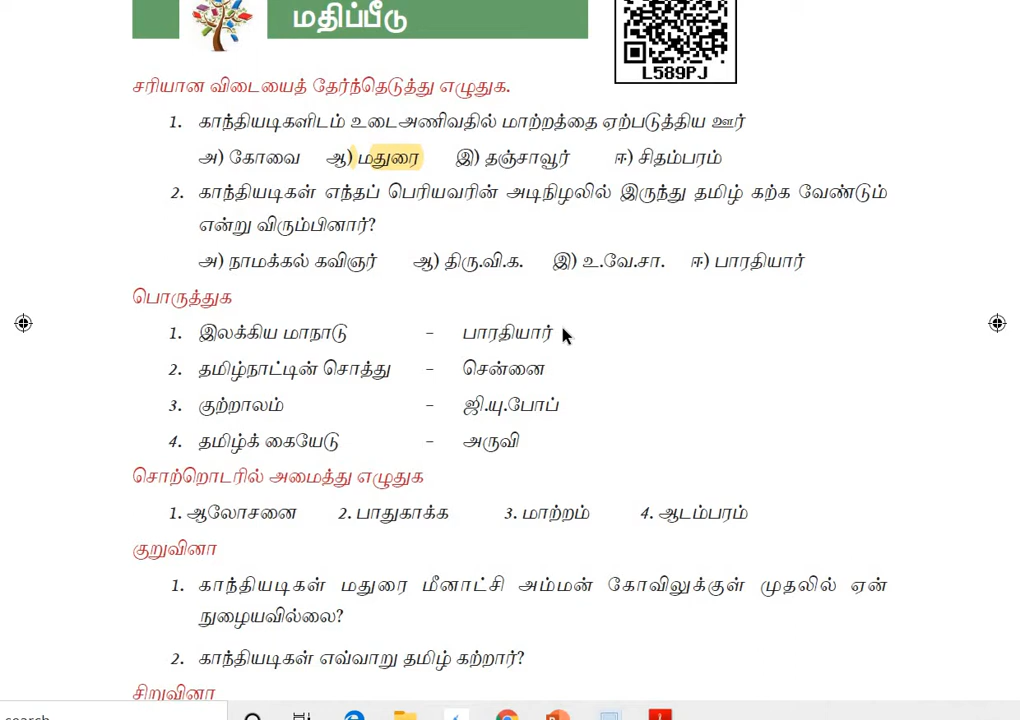 மதிப்பீடு
L589PJ
சரியான விடையைத் தேர்ந்தெடுத்து எழுதுக.
1. காந்தியடிகளிடம் உடைஅணிவதில் மாற்றத்தை ஏற்படுத்திய ஊர்
அ) கோவை ஆ) மதுரை இ) தஞ்சாவூர் ஈ) சிதம்பரம்
2. காந்தியடிகள் எந்தப் பெரியவரின் அடிநிழலில் இருந்து தமிழ் கற்க வேண்டும்
என்று விரும்பினார்?
அ) நாமக்கல் கவிஞர் ஆ) திரு.வி.க. இ) உ.வே.சா. ஈ) பாரதியார்
பொருத்துக
1. இலக்கிய மாநாடு - பாரதியார்
2. தமிழ்நாட்டின் சொத்து - சென்னை
3. குற்றாலம் - ஜி.யு.போப்
4. தமிழ்க் கையேடு - அருவி
சொற்றொடரில் அமைத்து எழுதுக
1. ஆலோசனை 2. பாதுகாக்க 3. மாற்றம் 4. ஆடம்பரம்
குறுவினா
1. காந்தியடிகள் மதுரை மீனாட்சி அம்மன் கோவிலுக்குள் முதலில் ஏன்
நுழையவில்லை?
2. காந்தியடிகள் எவ்வாறு தமிழ் கற்றார்?
சிறுவினா
search